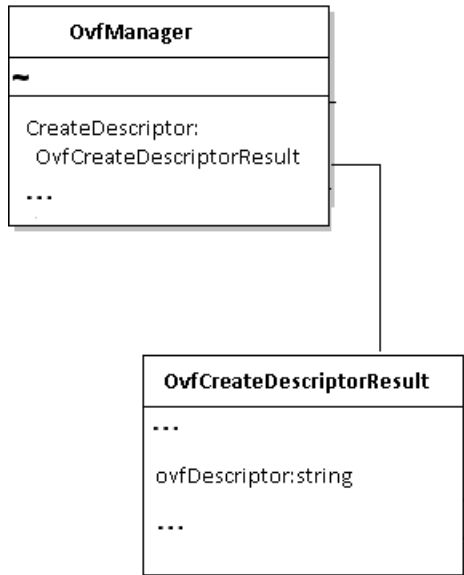 OvfManager
~
CreateDescriptor:
OvfCreateDescriptorResult
...
OvfCreateDescriptorResult
...
ovfDescriptor:string
...